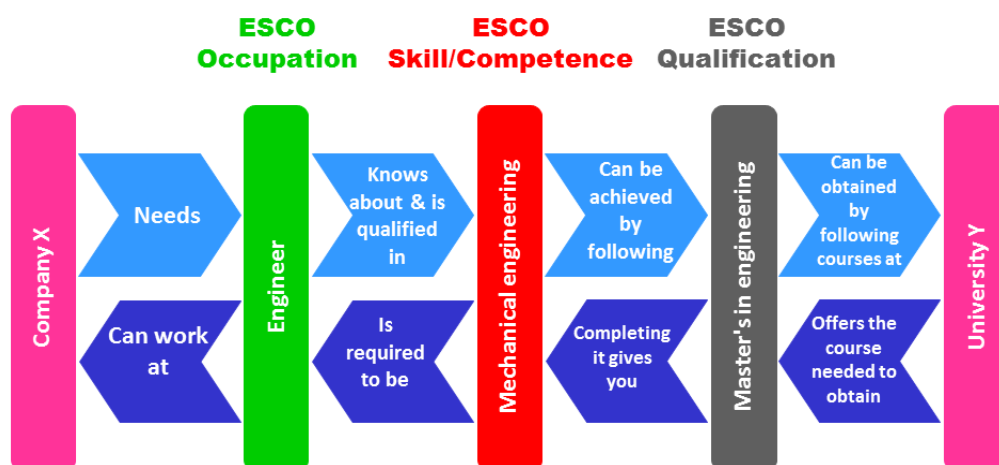 ESCO
Occupation
ESCO
Skill/Competence
ESCO
Qualification
Company X
Needs
Can work
at
Engineer
Knows
about & is
qualified
in
Is
required
to be
Mechanical engineering
Can be
achieved
by
following
Completing
it gives
you
Master's in engineering
Can be
obtained
by
following
courses at
Offers the
course
needed to
obtain
University Y